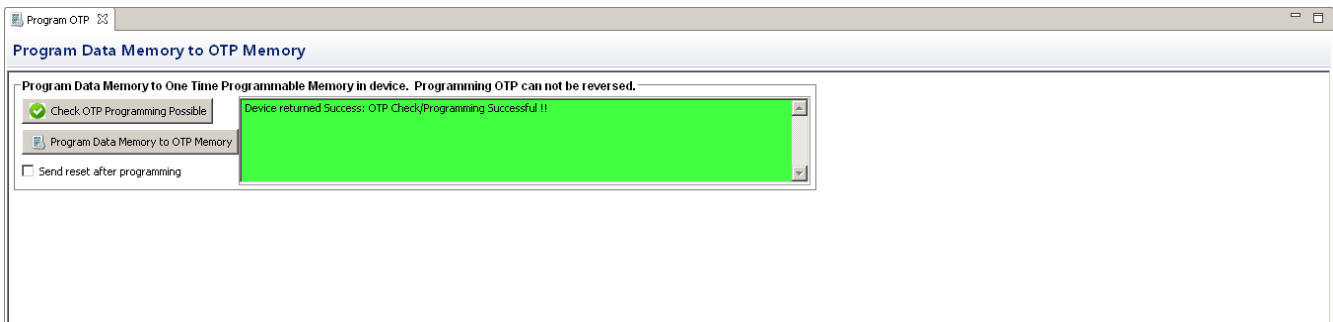 Program OTP
Program Data Memory to OTP Memory
Program Data Memory to One Time Programmable Memory in device. Programming OTP can not be reversed.
Check OTP Programming Possible
Device returned Success: OTP Check/Programming Successful !!
Program Data Memory to OTP Memory
Send reset after programming